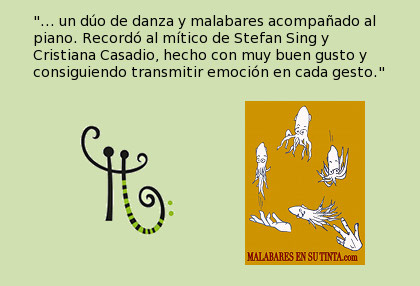 "... un dúo de danza y malabares acompañado al
piano. Recordó al mítico de Stefan Sing y
Cristiana Casadio, hecho con muy buen gusto y
consiguiendo transmitir emoción en cada gesto."
MALABARES EN SU TINTA.com